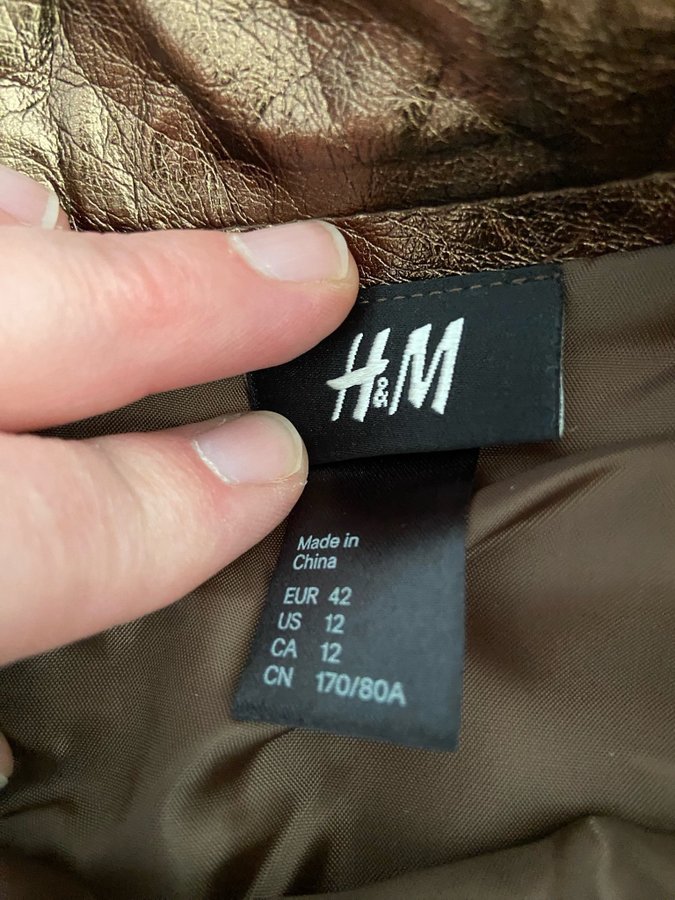 H&M
Made in
China
EUR 42
US 12
CA 12
CN 170/80A